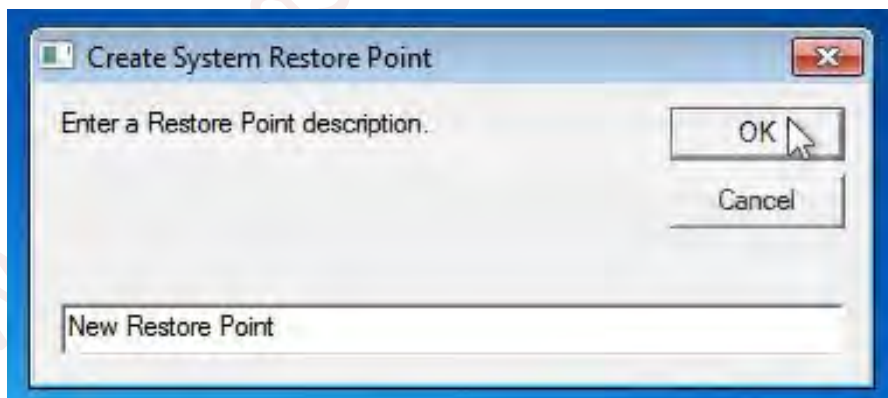 Create System Restore Point
Enter a Restore Point description.
OK
Cancel
New Restore Point